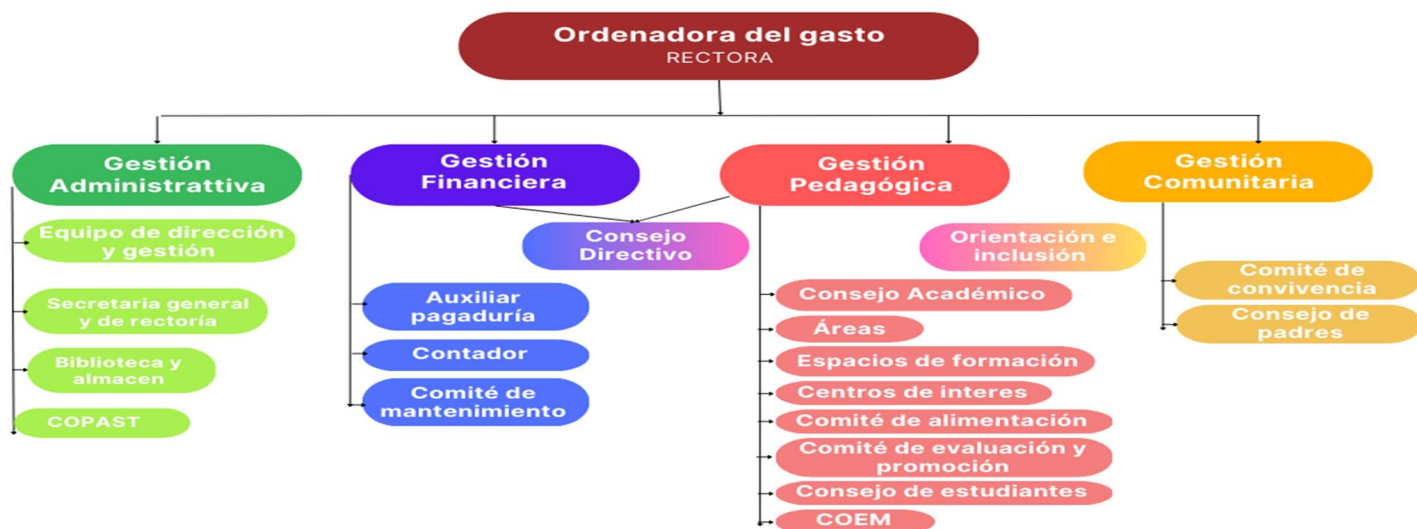 Ordenadora del gasto
RECTORA
Gestión
Administrattiva
Equipo de dirección
y gestión
Secretaria general
y de rectoría
Biblioteca y
almacen
COPAST
Gestión
Financiera
Consejo
Directivo
Auxiliar
pagaduría
Contador
Comité de
mantenimiento
Gestión
Pedagógica
Orientación e
inclusión
Consejo Académico
Áreas
Espacios de formación
Centros de interes
Comité de alimentación
Comité de evaluación y
promoción
Consejo de estudiantes
COEM
Gestión
Comunitaria
Comité de
convivencia
Consejo de
padres